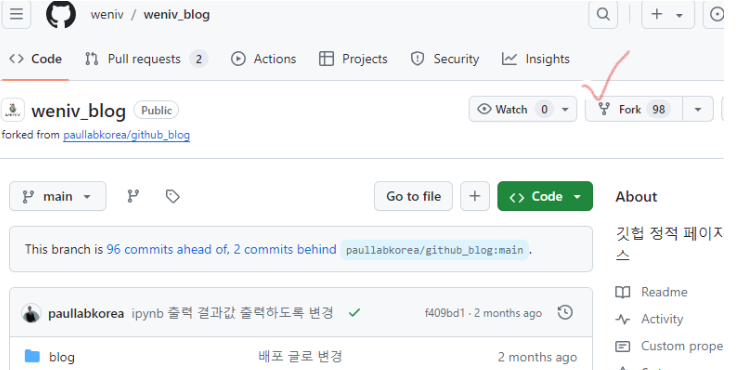 weniv / weniv_blog
Code Pull requests 2 Actions Projects Security Insights
weniv_blog Public Watch 0 Fork 98
forked from paullabkorea/github_blog
main Go to file Code
About
This branch is 96 commits ahead of, 2 commits behind paullabkorea/github_blog:main .
깃헙 정적 페이지
스
paullabkorea ipynb 출력 결과값 출력하도록 변경 f409bd1 · 2 months ago
Readme
Activity
Custom prope
blog 배포 글로 변경 2 months ago